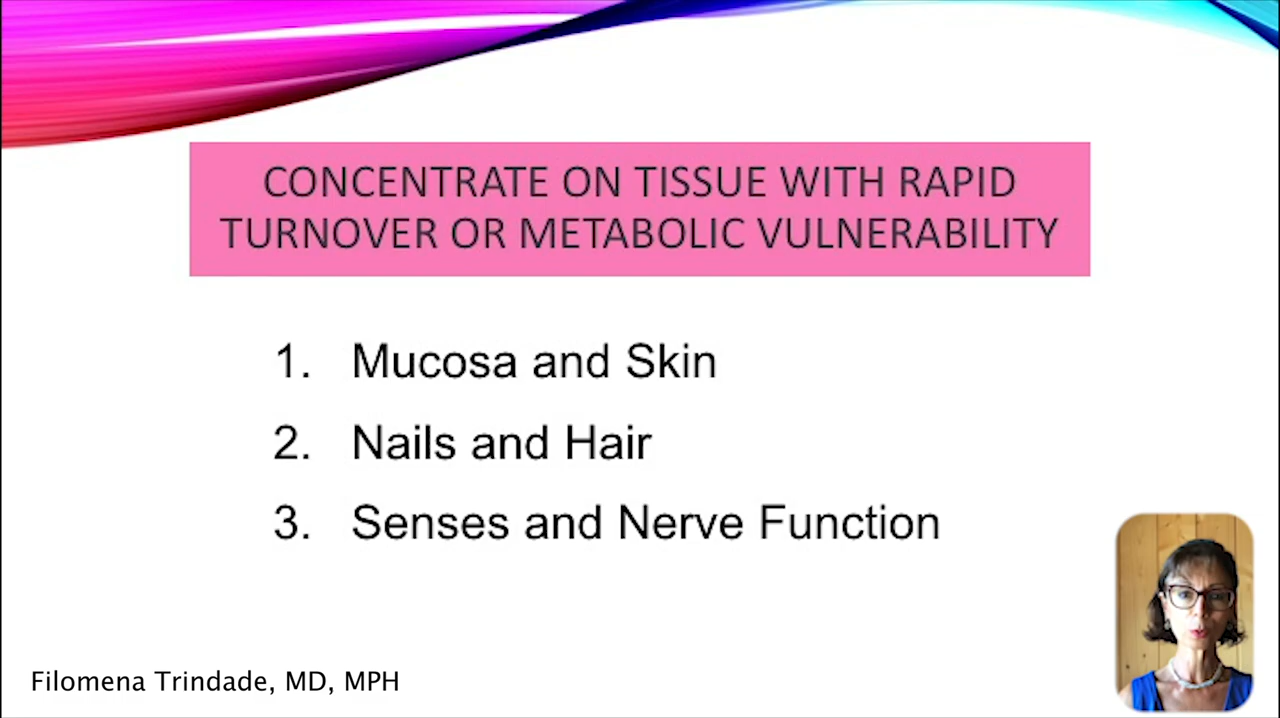 CONCENTRATE ON TISSUE WITH RAPID
TURNOVER OR METABOLIC VULNERABILITY
1. Mucosa and Skin
2. Nails and Hair
3. Senses and Nerve Function
Filomena Trindade, MD, MPH